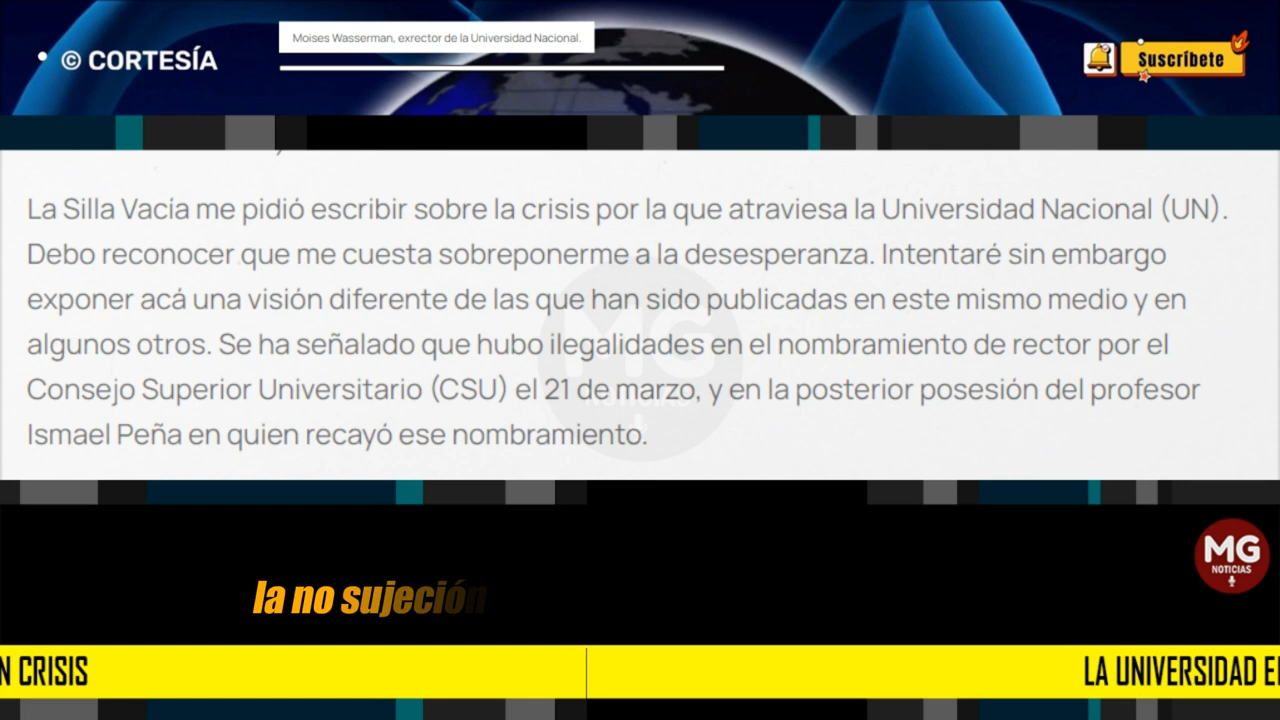 Moises Wasserman, exrector de la Universidad Nacional.
© CORTESÍA
Suscríbete
La Silla Vacía me pidió escribir sobre la crisis por la que atraviesa la Universidad Nacional (UN).
Debo reconocer que me cuesta sobreponerme a la desesperanza. Intentaré sin embargo
exponer acá una visión diferente de las que han sido publicadas en este mismo medio y en
algunos otros. Se ha señalado que hubo ilegalidades en el nombramiento de rector por el
Consejo Superior Universitario (CSU) el 21 de marzo, y en la posterior posesión del profesor
Ismael Peña en quien recayó ese nombramiento.
MG
NOTICIAS
MG
NOTICIAS
la no sujeción
N CRISIS
LA UNIVERSIDAD E